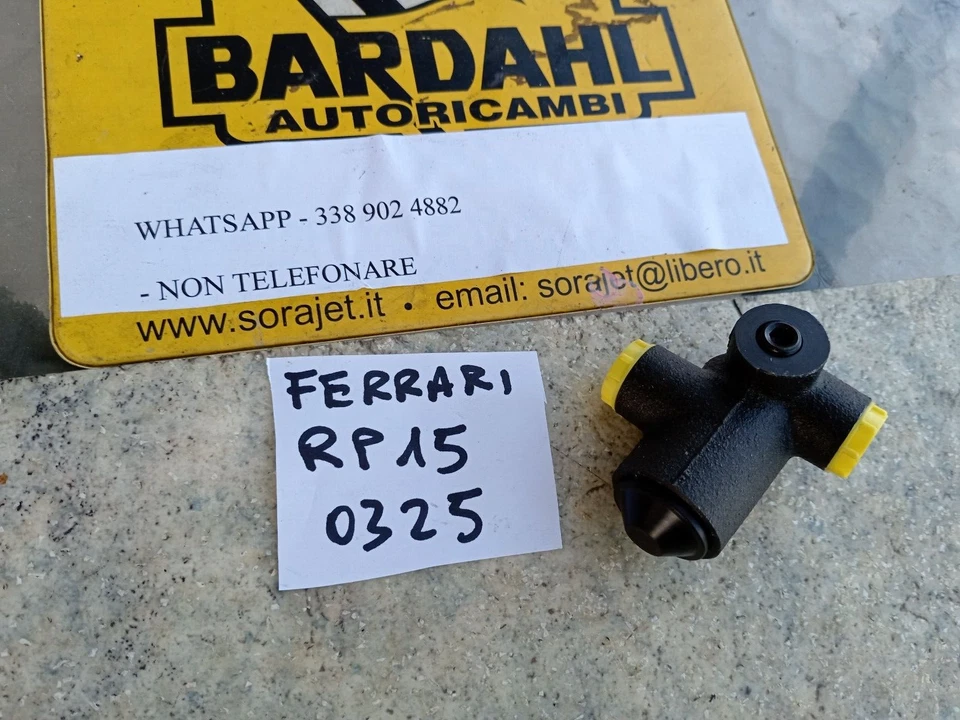 BARDAHL
AUTORICAMBI
WHATSAPP - 338 902 4882
- NON TELEFONARE
www.sorajet.it • email: sorajet@libero.it
FERRARI
RP15
0325